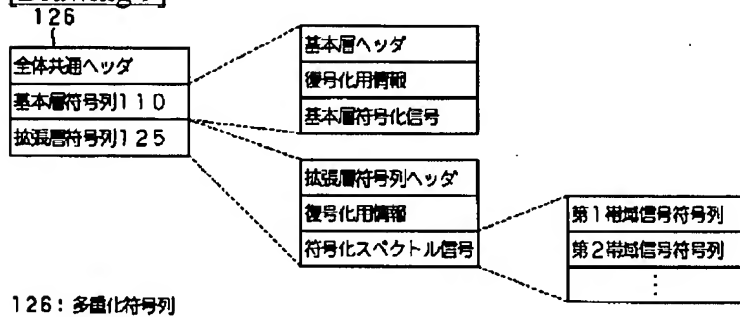 126
全体共通ヘッダ
基本層符号列110
拡張層符号列125
基本層ヘッダ
復号化用情報
基本層符号化信号
拡張層符号列ヘッダ
復号化用情報
符号化スペクトル信号
第1帯域信号符号列
第2帯域信号符号列
⋮
126:多重化符号列